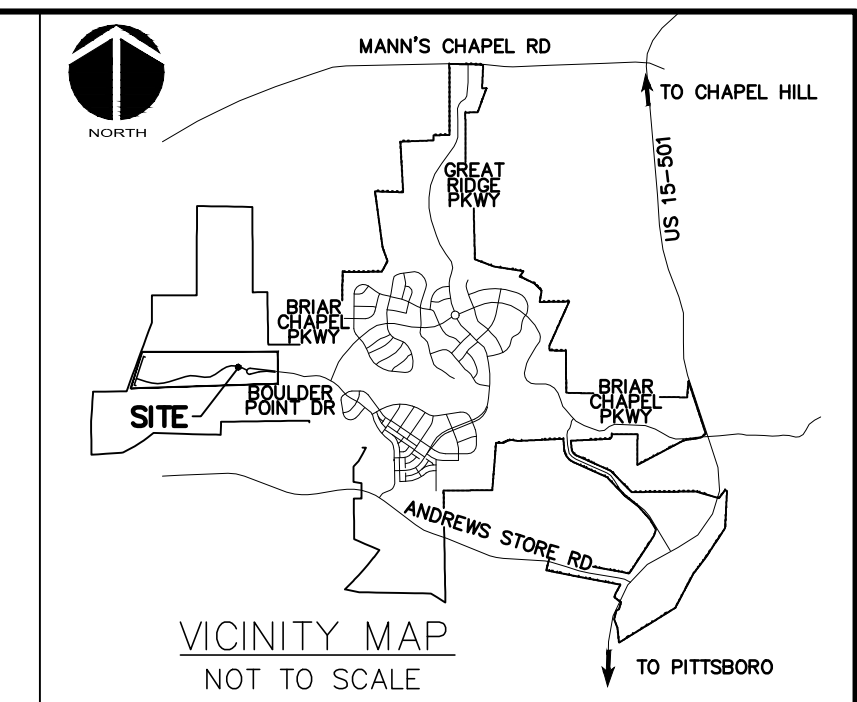 MANN'S CHAPEL RD
NORTH
TO CHAPEL HILL
US 15-501
GREAT
RIDGE
PKWY
BRIAR
CHAPEL
PKWY
BOULDER
POINT DR
SITE
BRIAR
CHAPEL
PKWY
ANDREWS STORE RD
VICINITY MAP
NOT TO SCALE
TO PITTSBORO